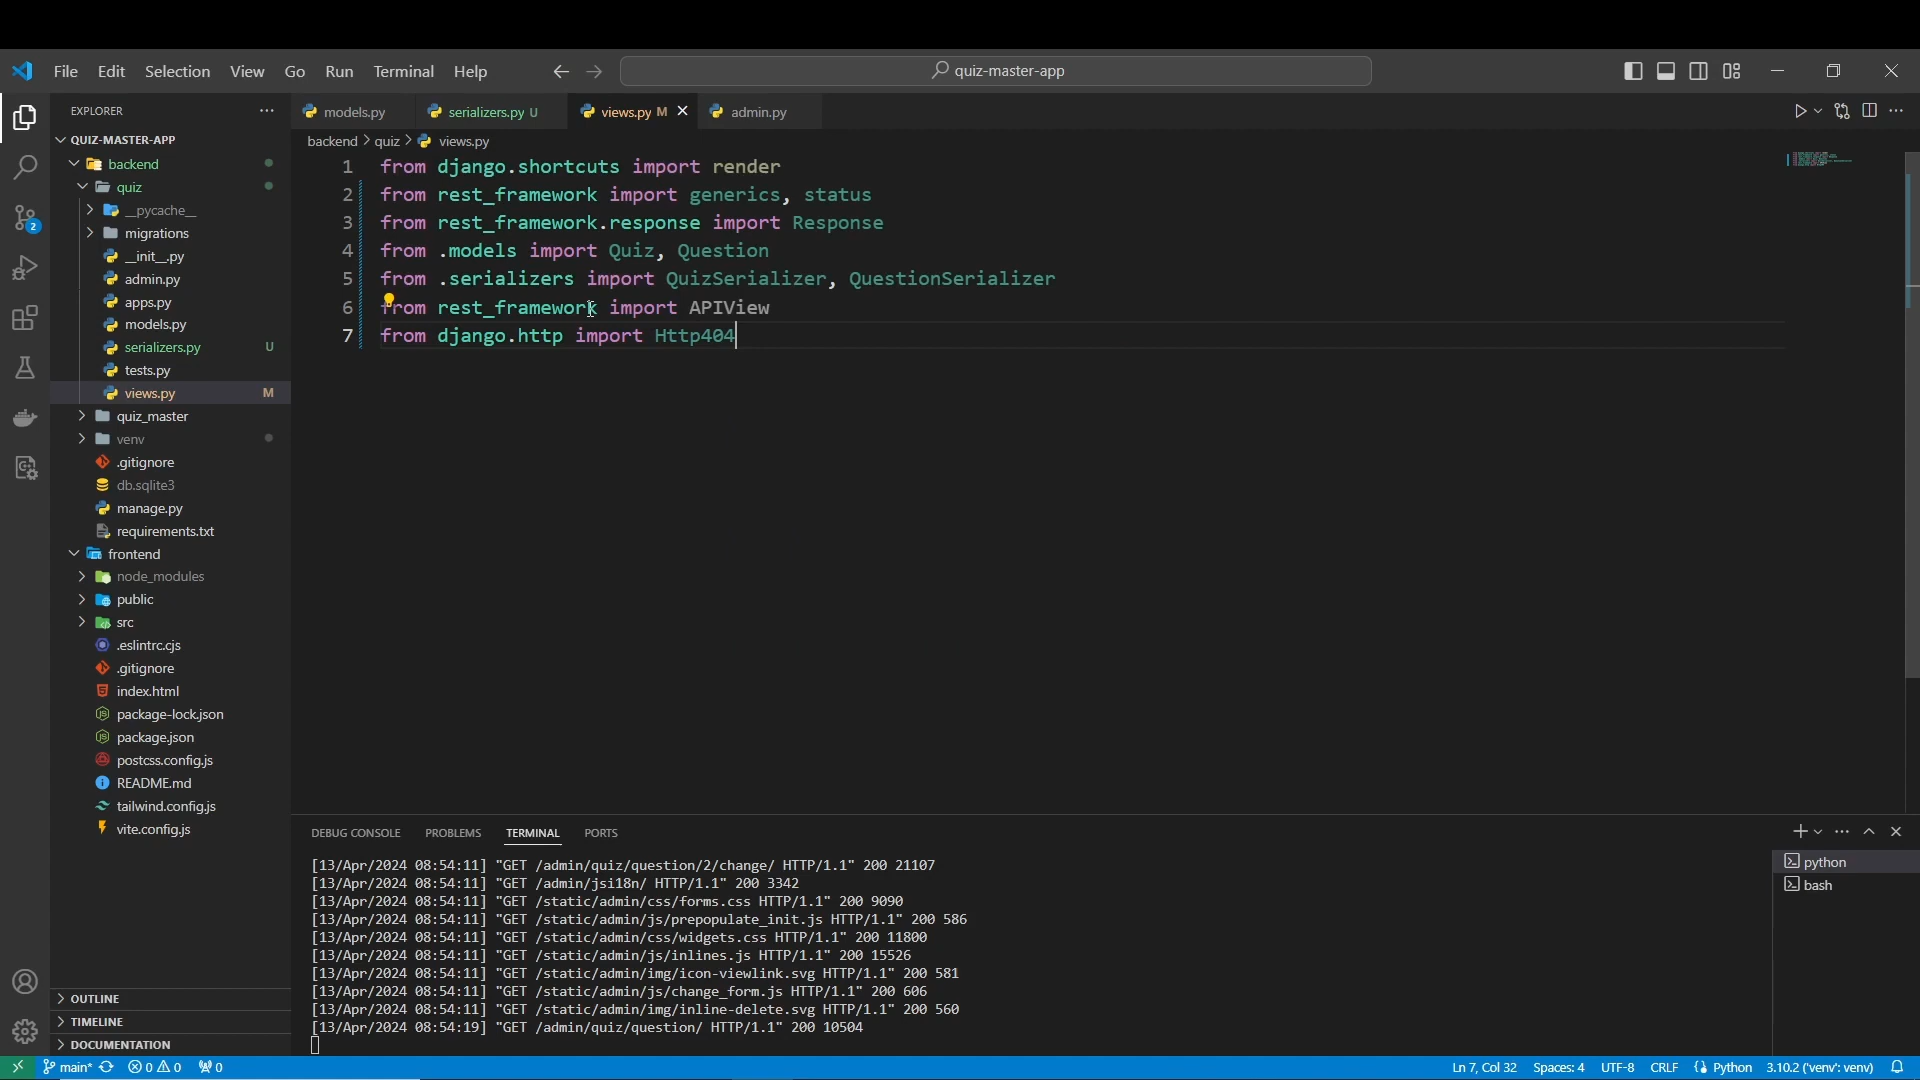 File Edit Selection View Go Run Terminal Help
quiz-master-app
EXPLORER
QUIZ-MASTER-APP
backend
quiz
__pycache__
migrations
__init__.py
admin.py
apps.py
models.py
serializers.py U
tests.py
views.py M
quiz_master
venv
.gitignore
db.sqlite3
manage.py
requirements.txt
frontend
node_modules
public
src
.eslintrc.cjs
.gitignore
index.html
package-lock.json
package.json
postcss.config.js
README.md
tailwind.config.js
vite.config.js
OUTLINE
TIMELINE
DOCUMENTATION
2
models.py serializers.py U views.py M admin.py
backend > quiz > views.py
1 from django.shortcuts import render
2 from rest_framework import generics, status
3 from rest_framework.response import Response
4 from .models import Quiz, Question
5 from .serializers import QuizSerializer, QuestionSerializer
6 from rest_framework import APIView
7 from django.http import Http404
DEBUG CONSOLE PROBLEMS TERMINAL PORTS
[13/Apr/2024 08:54:11] "GET /admin/quiz/question/2/change/ HTTP/1.1" 200 21107
[13/Apr/2024 08:54:11] "GET /admin/jsi18n/ HTTP/1.1" 200 3342
[13/Apr/2024 08:54:11] "GET /static/admin/css/forms.css HTTP/1.1" 200 9090
[13/Apr/2024 08:54:11] "GET /static/admin/js/prepopulate_init.js HTTP/1.1" 200 586
[13/Apr/2024 08:54:11] "GET /static/admin/css/widgets.css HTTP/1.1" 200 11800
[13/Apr/2024 08:54:11] "GET /static/admin/js/inlines.js HTTP/1.1" 200 15526
[13/Apr/2024 08:54:11] "GET /static/admin/img/icon-viewlink.svg HTTP/1.1" 200 581
[13/Apr/2024 08:54:11] "GET /static/admin/js/change_form.js HTTP/1.1" 200 606
[13/Apr/2024 08:54:11] "GET /static/admin/img/inline-delete.svg HTTP/1.1" 200 560
[13/Apr/2024 08:54:19] "GET /admin/quiz/question/ HTTP/1.1" 200 10504
python
bash
main* 0 0 0 Ln 7, Col 32 Spaces: 4 UTF-8 CRLF Python 3.10.2 ('venv': venv)